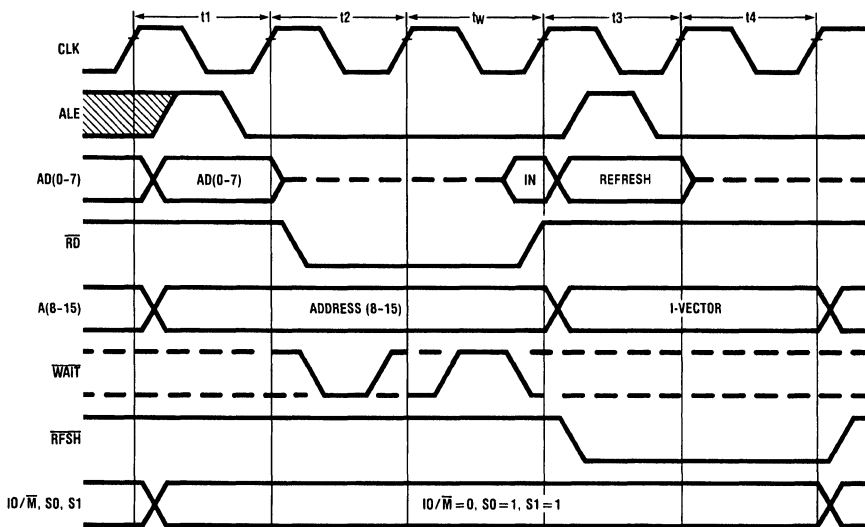 t1 t2 tw t3 t4
CLK
ALE
AD(0-7) AD(0-7) IN REFRESH
RD
A(8-15) ADDRESS (8-15) I-VECTOR
WAIT
RFSH
IO/M, S0, S1 IO/M=0, S0=1, S1=1